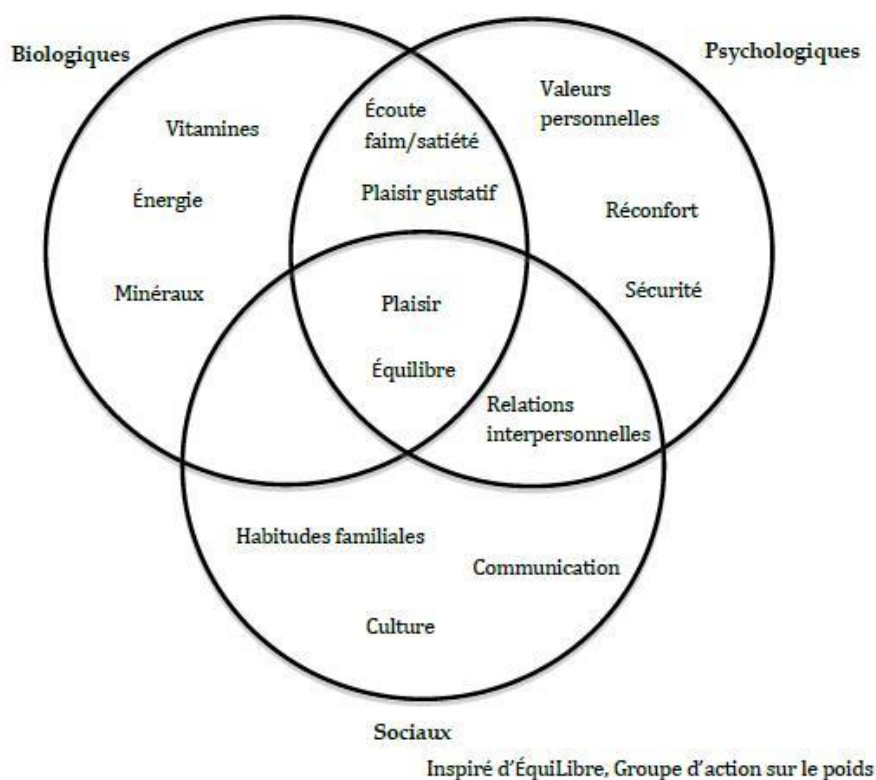 Biologiques
Psychologiques
Vitamines
Énergie
Minéraux
Écoute
faim/satiété
Plaisir gustatif
Valeurs
personnelles
Réconfort
Sécurité
Plaisir
Équilibre
Relations
interpersonnelles
Habitudes familiales
Communication
Culture
Sociaux
Inspiré d'ÉquiLibre, Groupe d'action sur le poids